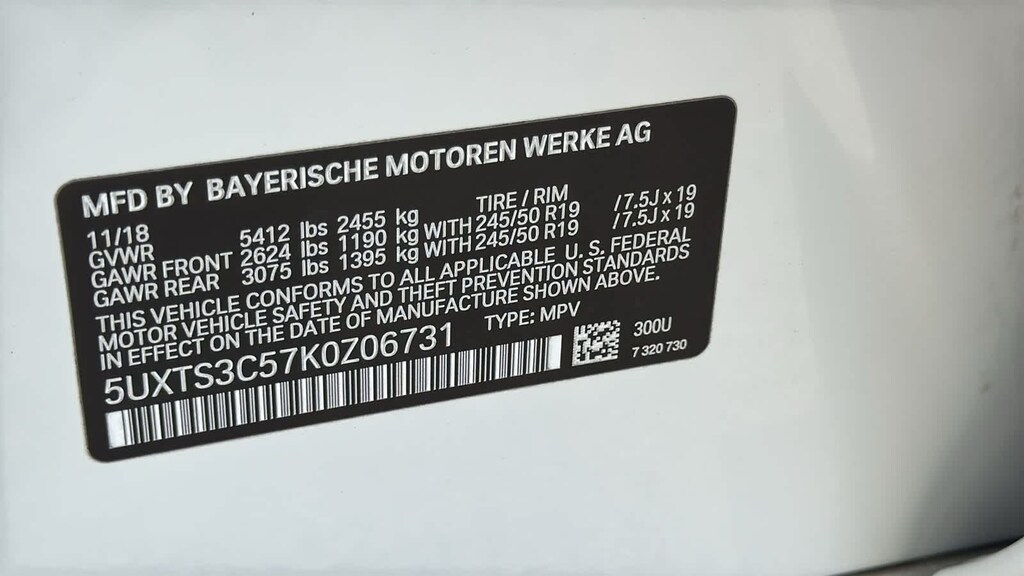 MFD BY BAYERISCHE MOTOREN WERKE AG
11/18 TIRE / RIM
GVWR 5412 lbs 2455 kg
GAWR FRONT 2624 lbs 1190 kg WITH 245/50 R19 /7.5J x 19
GAWR REAR 3075 lbs 1395 kg WITH 245/50 R19 /7.5J x 19
THIS VEHICLE CONFORMS TO ALL APPLICABLE U. S. FEDERAL
MOTOR VEHICLE SAFETY AND THEFT PREVENTION STANDARDS
IN EFFECT ON THE DATE OF MANUFACTURE SHOWN ABOVE.
5UXTS3C57K0Z06731 TYPE: MPV
300U
7 320 730